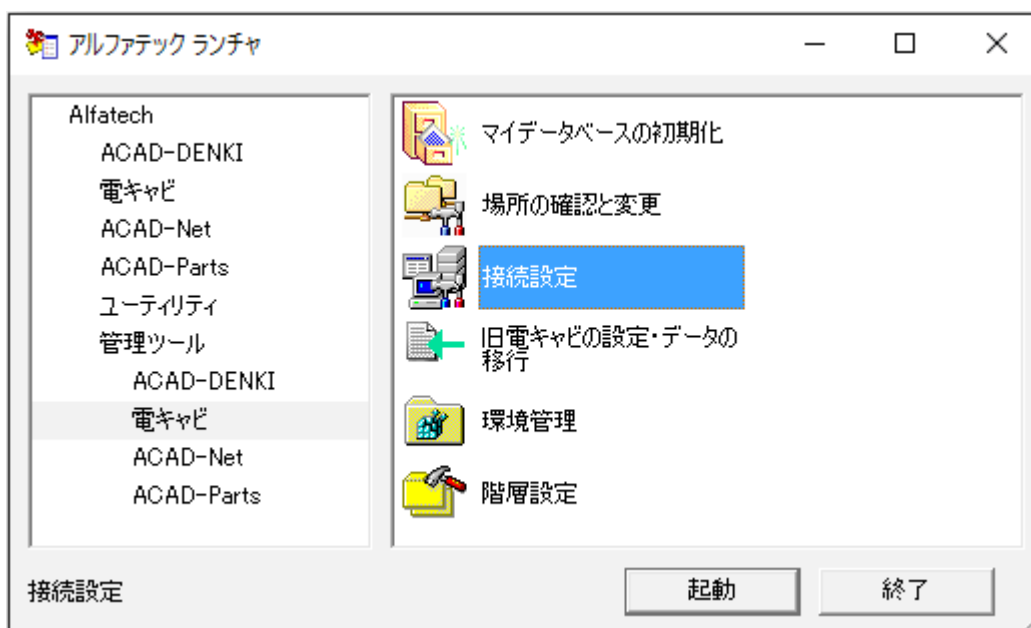 アルファテック ランチャ
Alfatech
ACAD-DENKI
電キャビ
ACAD-Net
ACAD-Parts
ユーティリティ
管理ツール
ACAD-DENKI
電キャビ
ACAD-Net
ACAD-Parts
マイデータベースの初期化
場所の確認と変更
接続設定
旧電キャビの設定・データの
移行
環境管理
階層設定
接続設定
起動
終了